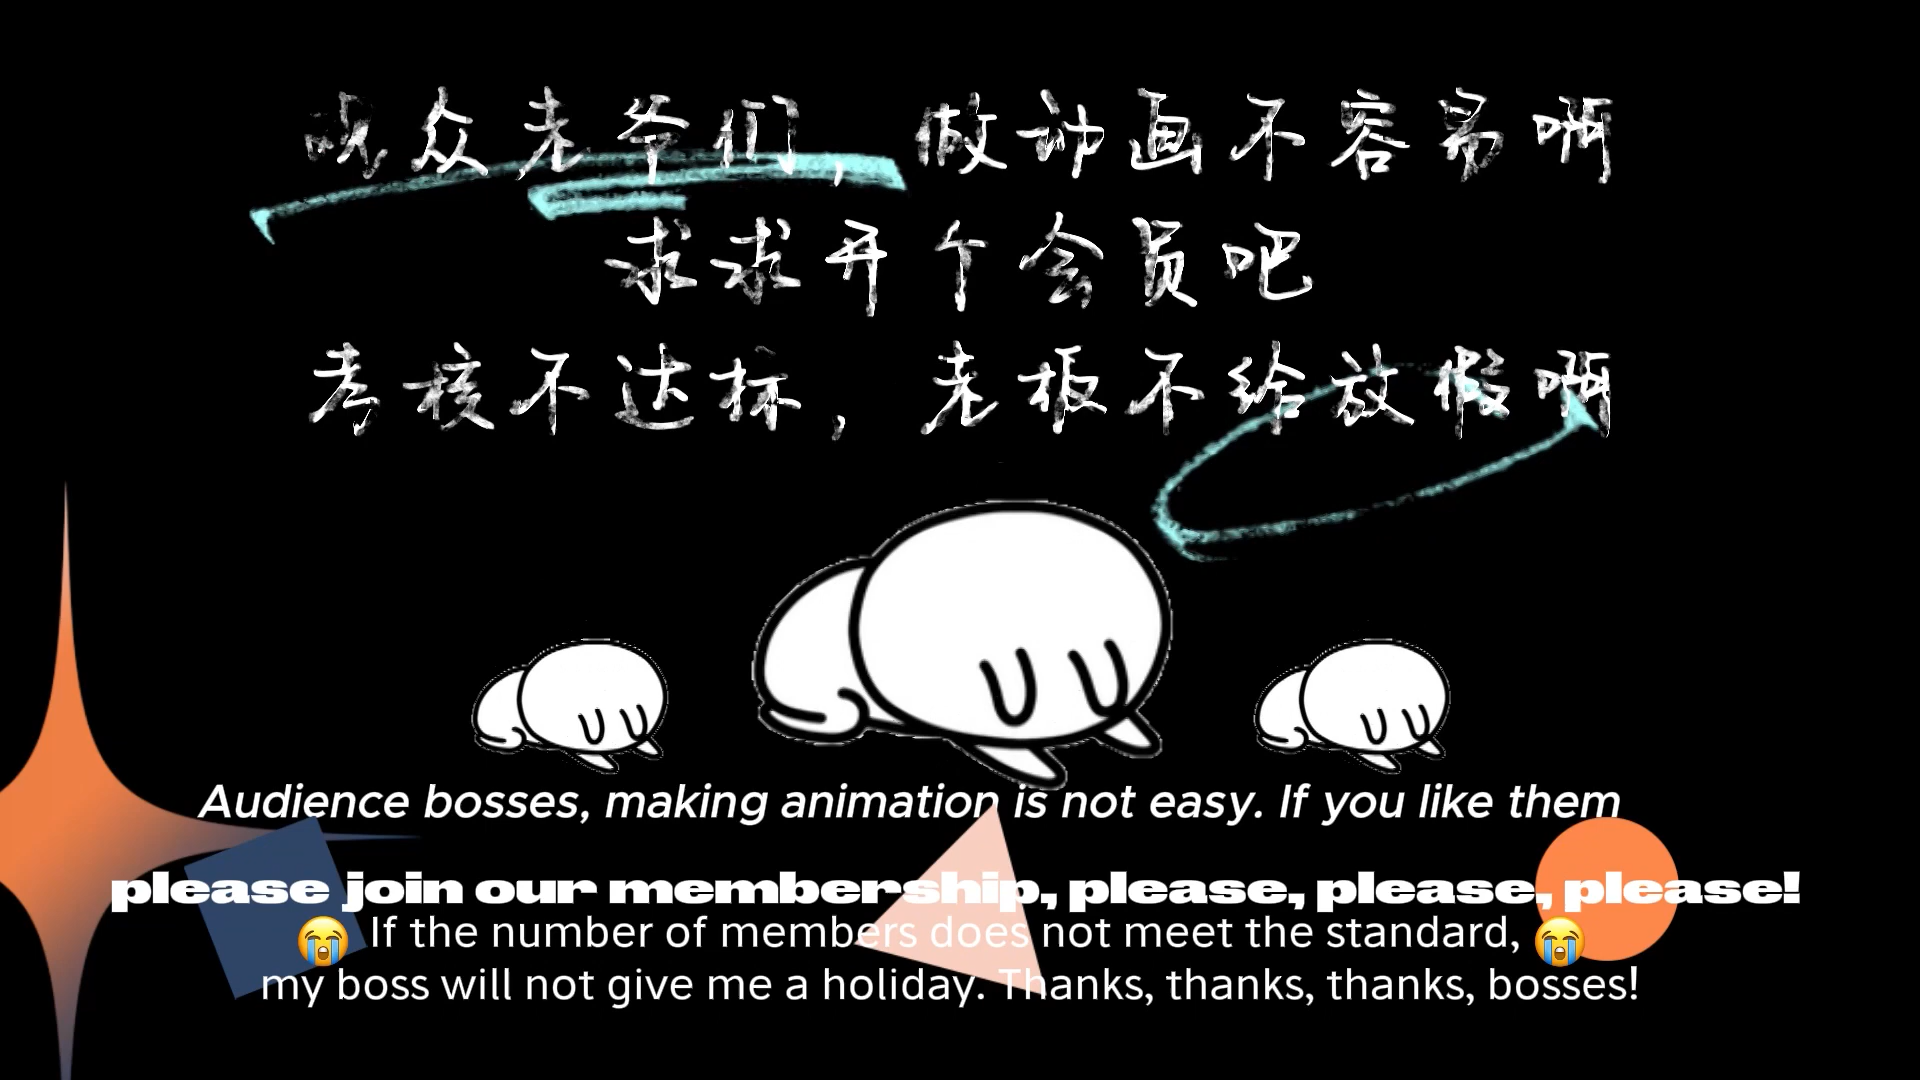 观众老爷们，做动画不容易啊
求求开个会员吧
考核不达标，老板不给放假啊
Audience bosses, making animation is not easy. If you like them
please join our membership, please, please, please!
😭 If the number of members does not meet the standard, 😭
my boss will not give me a holiday. Thanks, thanks, thanks, bosses!